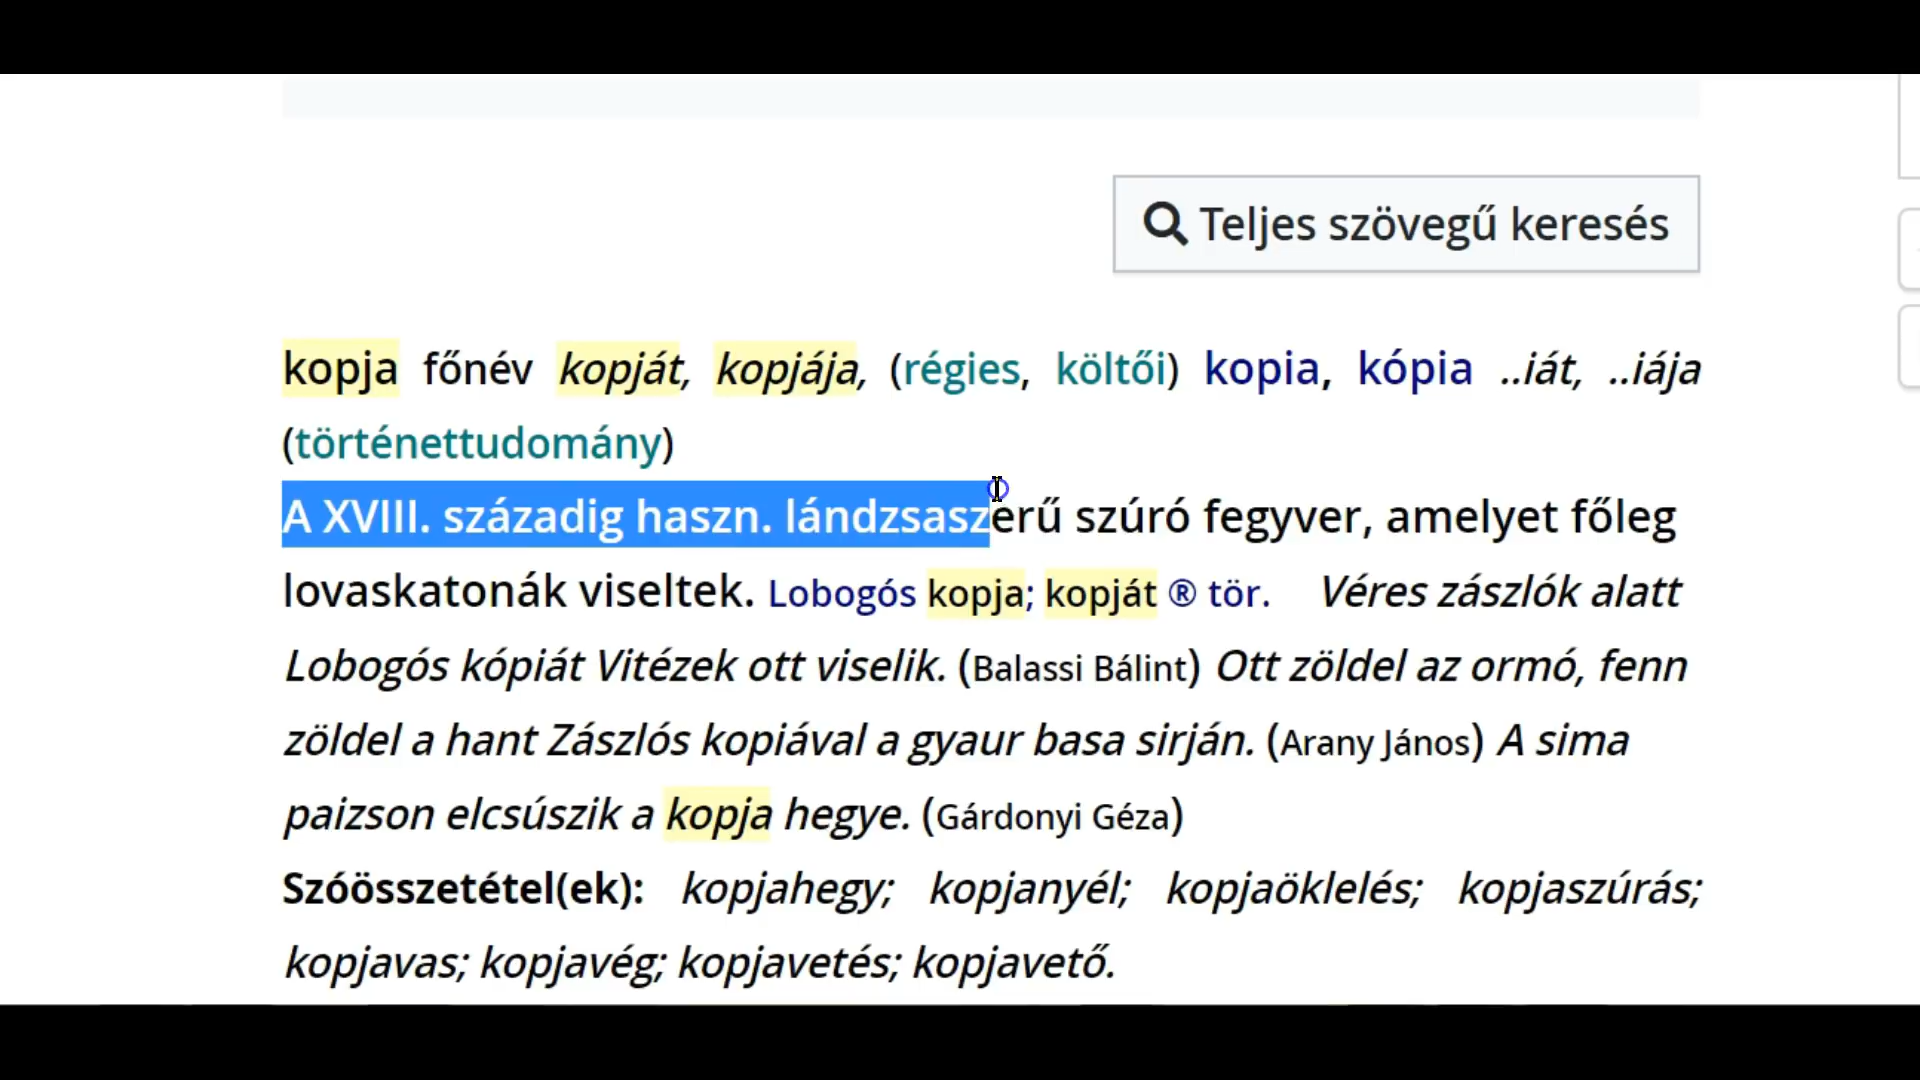 Teljes szövegű keresés
kopja főnév kopját, kopjája, (régies, költői) kopia, kópia ..iát, ..iája
(történettudomány)
A XVIII. századig haszn. lándzsaszerű szúró fegyver, amelyet főleg
lovaskatonák viseltek. Lobogós kopja; kopját ® tör. Véres zászlók alatt
Lobogós kópiát Vitézek ott viselik. (Balassi Bálint) Ott zöldel az ormó, fenn
zöldel a hant Zászlós kopiával a gyaur basa sirján. (Arany János) A sima
paizson elcsúszik a kopja hegye. (Gárdonyi Géza)
Szóösszetétel(ek): kopjahegy; kopjanyél; kopjaöklelés; kopjaszúrás;
kopjavas; kopjavég; kopjavetés; kopjavető.